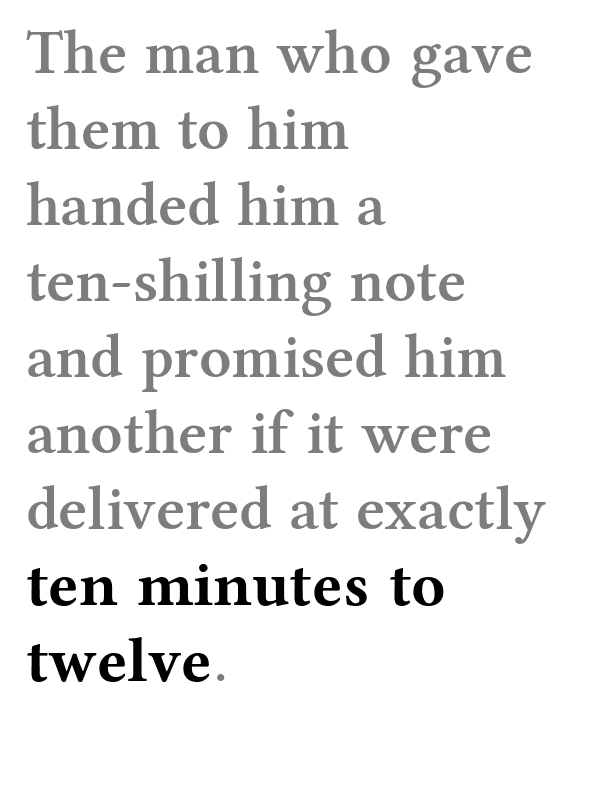 The man who gave
them to him
handed him a
ten-shilling note
and promised him
another if it were
delivered at exactly
ten minutes to
twelve.